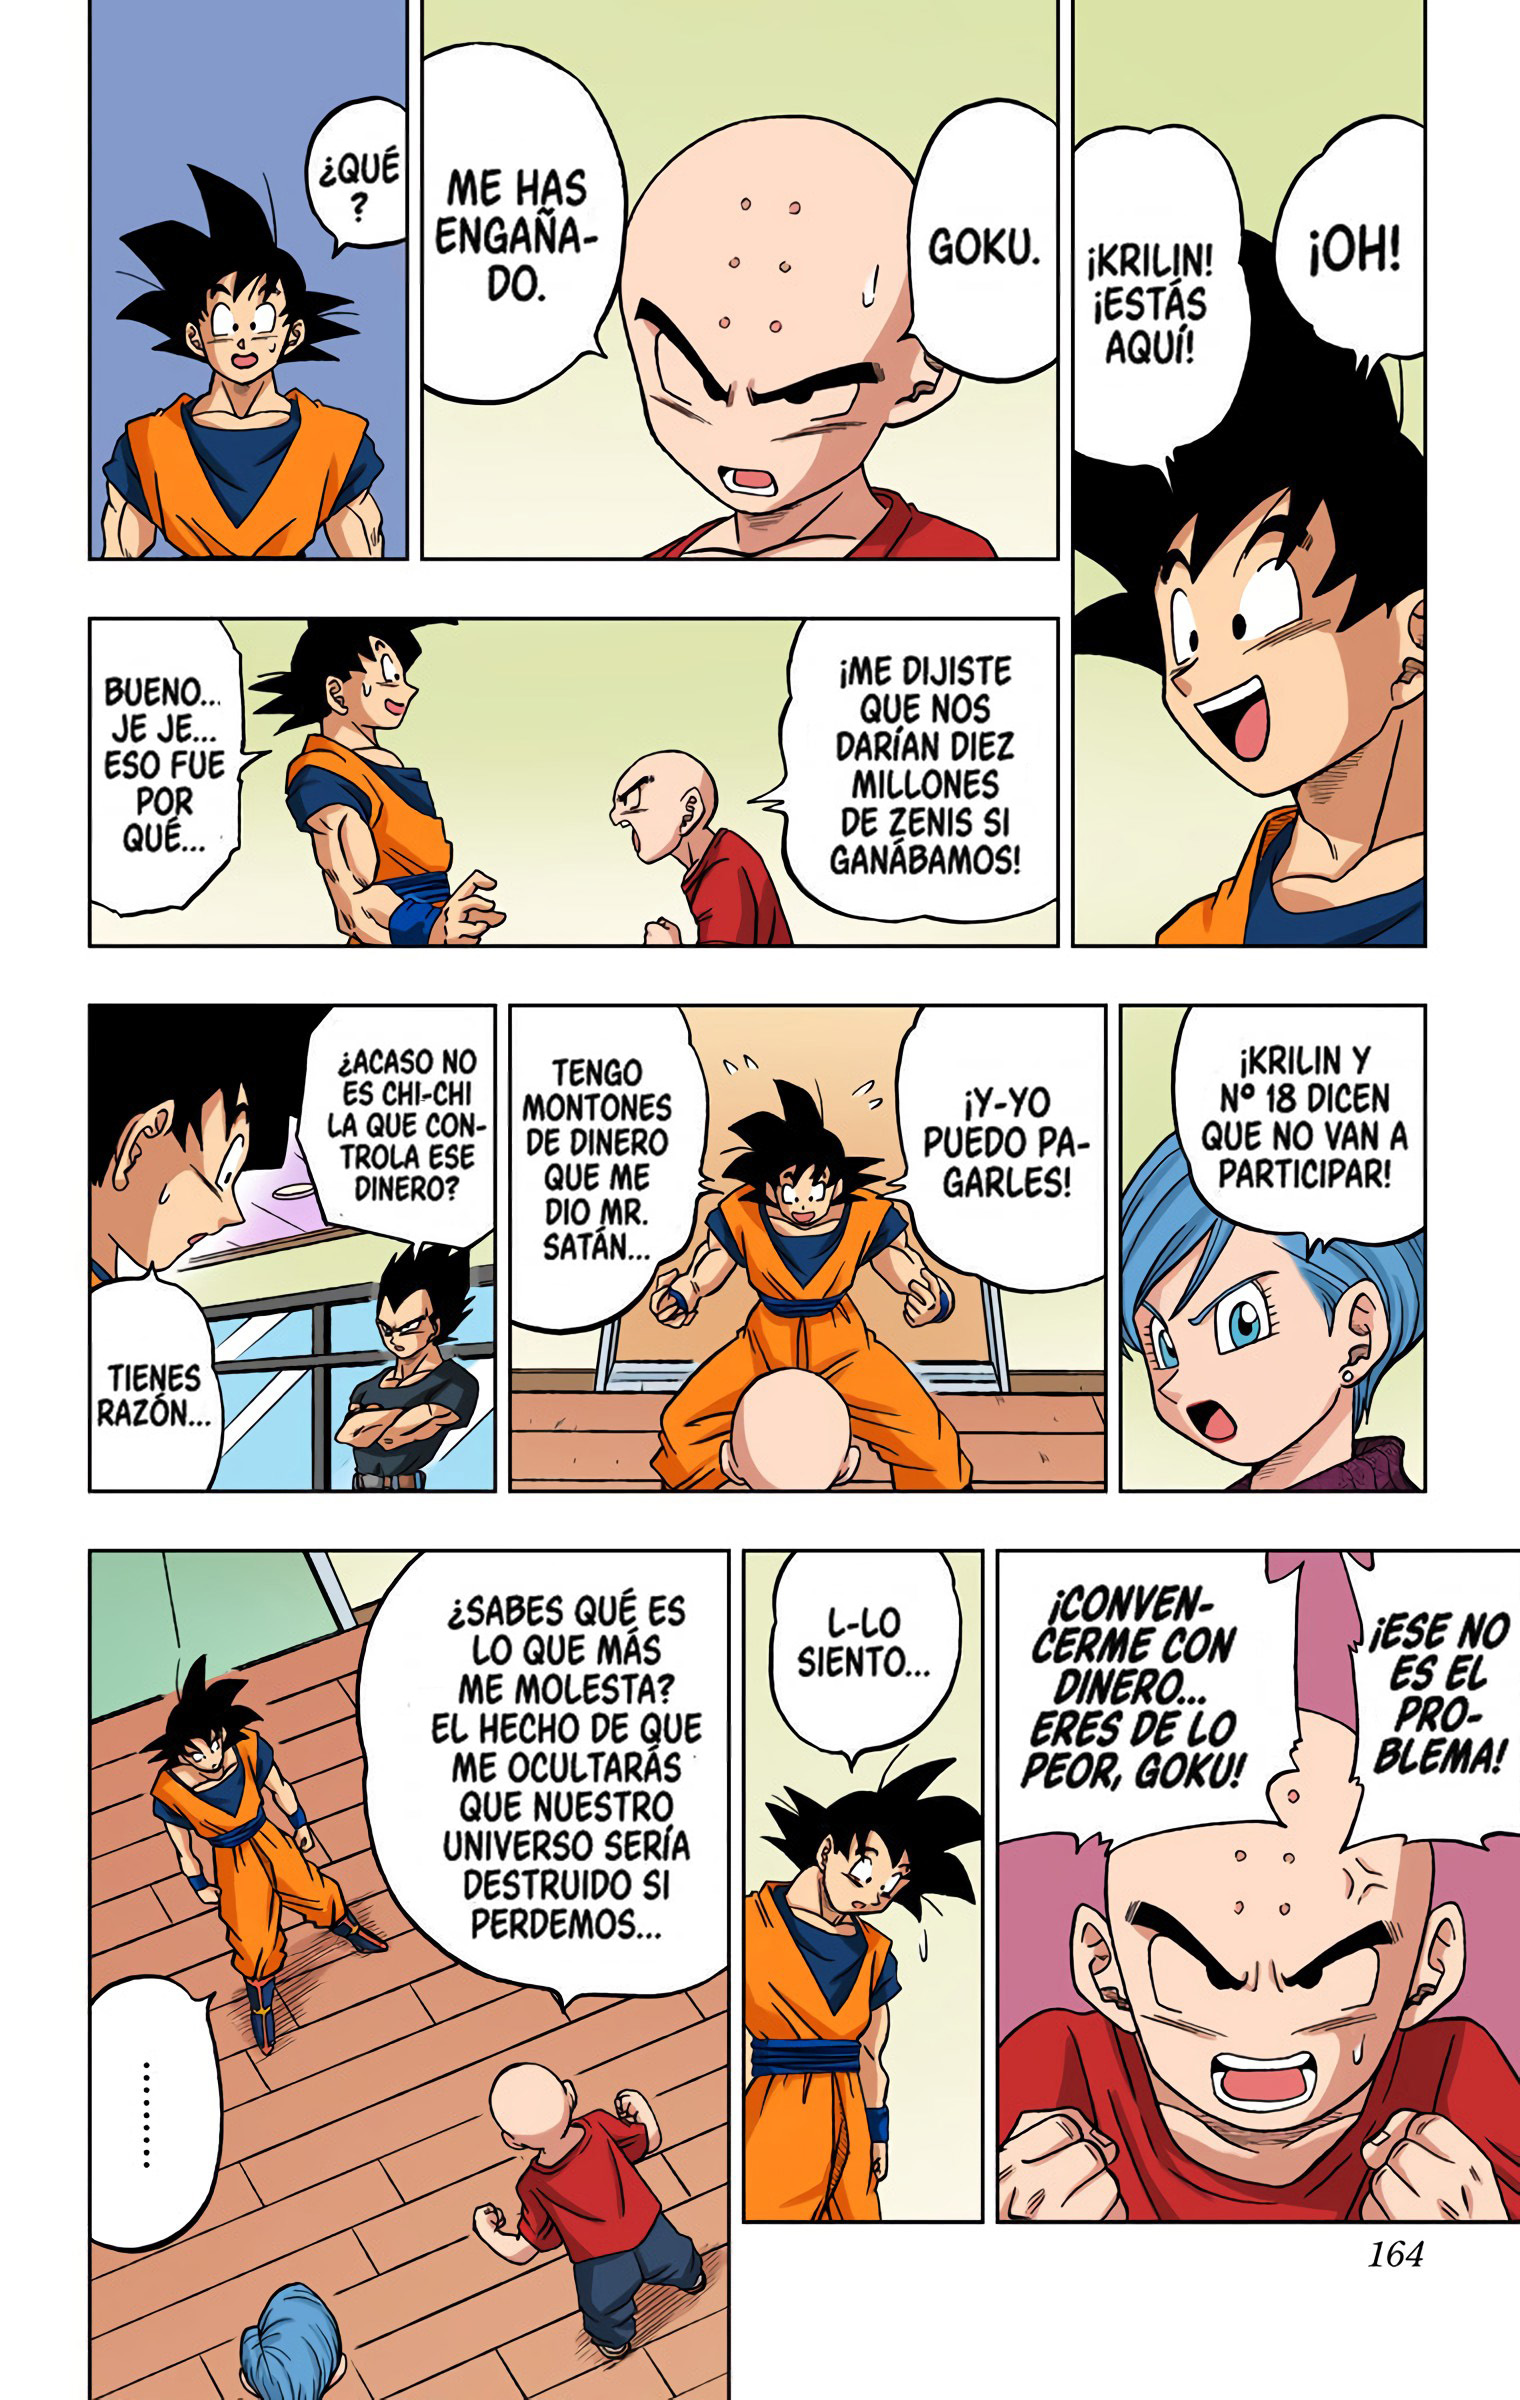 ¡OH!
¡KRILIN!
¡ESTÁS
AQUÍ!
GOKU.
ME HAS
ENGAÑA-
DO.
¿QUÉ
?
¡ME DIJISTE
QUE NOS
DARÍAN DIEZ
MILLONES
DE ZENIS SI
GANÁBAMOS!
BUENO...
JE JE...
ESO FUE
POR
QUÉ...
¡KRILIN Y
Nº 18 DICEN
QUE NO VAN A
PARTICIPAR!
¡Y-YO
PUEDO PA-
GARLES!
TENGO
MONTONES
DE DINERO
QUE ME
DIO MR.
SATÁN...
¿ACASO NO
ES CHI-CHI
LA QUE CON-
TROLA ESE
DINERO?
TIENES
RAZÓN...
¡ESE NO
ES EL
PRO-
BLEMA!
¡CONVEN-
CERME CON
DINERO...
ERES DE LO
PEOR, GOKU!
L-LO
SIENTO...
¿SABES QUÉ ES
LO QUE MÁS
ME MOLESTA?
EL HECHO DE QUE
ME OCULTARÁS
QUE NUESTRO
UNIVERSO SERÍA
DESTRUIDO SI
PERDEMOS...
.........
164